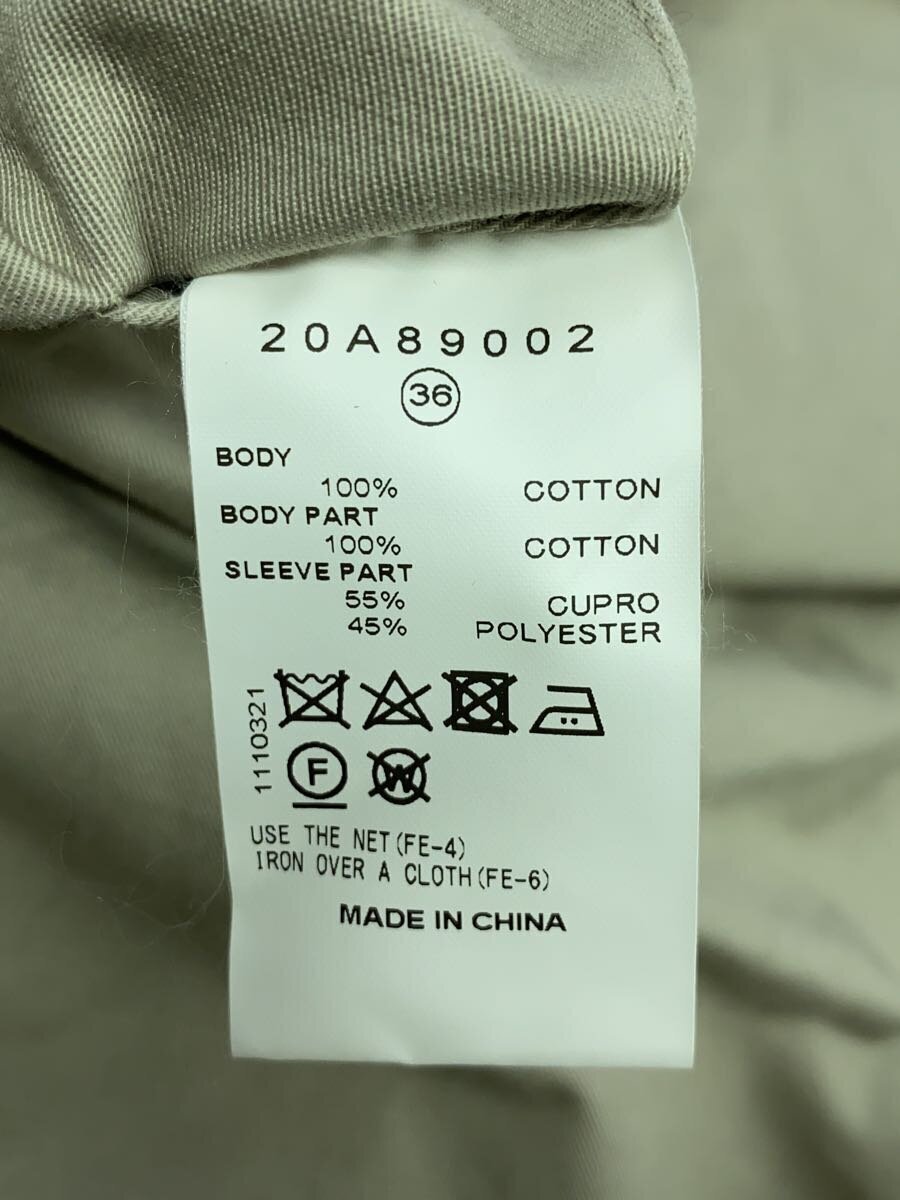 20A89002
36
BODY
100% COTTON
BODY PART
100% COTTON
SLEEVE PART
55% CUPRO
45% POLYESTER
1110321
F
W
USE THE NET(FE-4)
IRON OVER A CLOTH(FE-6)
MADE IN CHINA